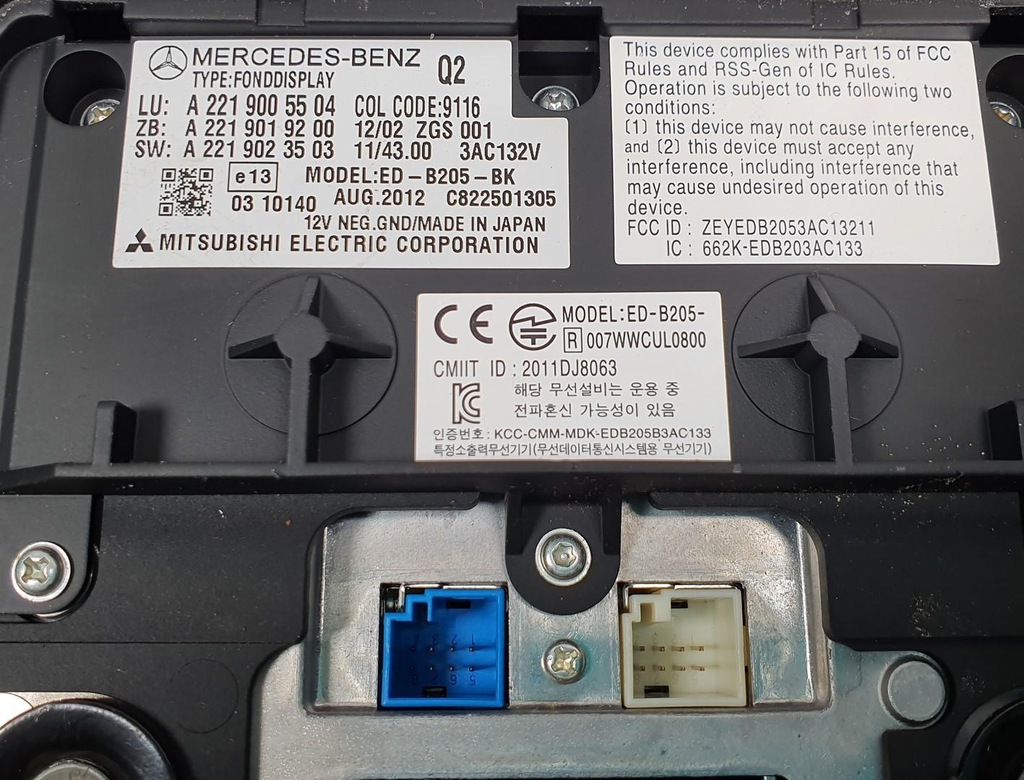 MERCEDES-BENZ Q2
TYPE:FONDDISPLAY
LU: A 221 900 55 04 COL CODE:9116
ZB: A 221 901 92 00 12/02 ZGS 001
SW: A 221 902 35 03 11/43.00 3AC132V
e13 MODEL:ED-B205-BK
03 10140 AUG.2012 C822501305
12V NEG.GND/MADE IN JAPAN
MITSUBISHI ELECTRIC CORPORATION
This device complies with Part 15 of FCC
Rules and RSS-Gen of IC Rules.
Operation is subject to the following two
conditions:
(1) this device may not cause interference,
and (2) this device must accept any
interference, including interference that
may cause undesired operation of this
device.
FCC ID : ZEYEDB2053AC13211
IC : 662K-EDB203AC133
CE MODEL:ED-B205-
R 007WWCUL0800
CMIIT ID : 2011DJ8063
해당 무선설비는 운용 중
전파혼신 가능성이 있음
인증번호 : KCC-CMM-MDK-EDB205B3AC133
특정소출력무선기기(무선데이터통신시스템용 무선기기)